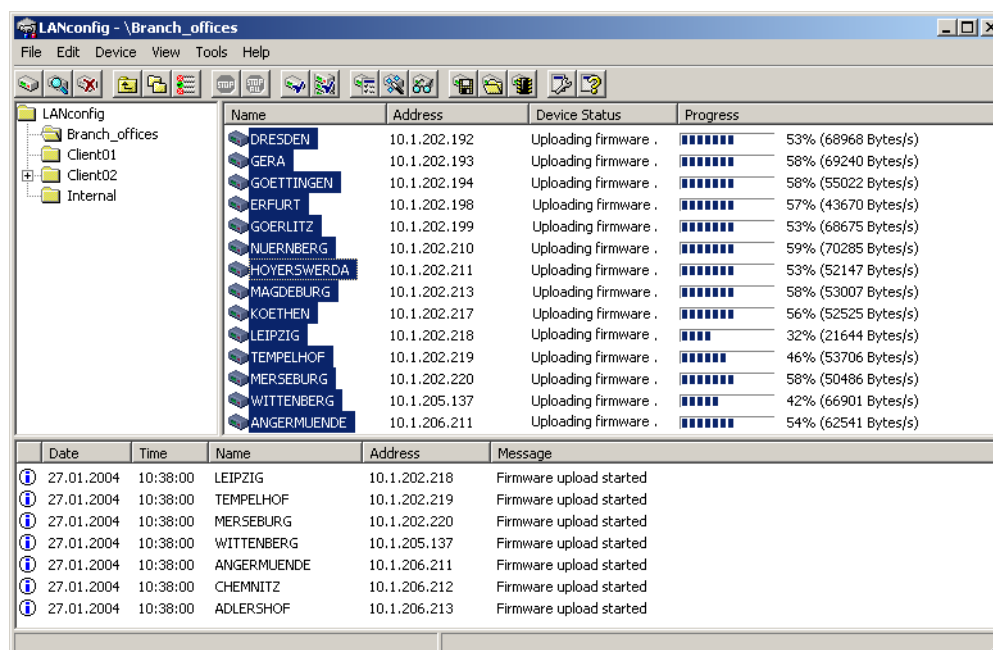 LANconfig - \Branch_offices
File Edit Device View Tools Help
STOP STOP ALL
LANconfig
Branch_offices
Client01
Client02
Internal
Name Address Device Status Progress
DRESDEN 10.1.202.192 Uploading firmware . 53% (68968 Bytes/s)
GERA 10.1.202.193 Uploading firmware . 58% (69240 Bytes/s)
GOETTINGEN 10.1.202.194 Uploading firmware . 58% (55022 Bytes/s)
ERFURT 10.1.202.198 Uploading firmware . 57% (43670 Bytes/s)
GOERLITZ 10.1.202.199 Uploading firmware . 53% (68675 Bytes/s)
NUERNBERG 10.1.202.210 Uploading firmware . 59% (70285 Bytes/s)
HOYERSWERDA 10.1.202.211 Uploading firmware . 53% (52147 Bytes/s)
MAGDEBURG 10.1.202.213 Uploading firmware . 58% (53007 Bytes/s)
KOETHEN 10.1.202.217 Uploading firmware . 56% (52525 Bytes/s)
LEIPZIG 10.1.202.218 Uploading firmware . 32% (21644 Bytes/s)
TEMPELHOF 10.1.202.219 Uploading firmware . 46% (53706 Bytes/s)
MERSEBURG 10.1.202.220 Uploading firmware . 58% (50486 Bytes/s)
WITTENBERG 10.1.205.137 Uploading firmware . 42% (66901 Bytes/s)
ANGERMUENDE 10.1.206.211 Uploading firmware . 54% (62541 Bytes/s)
Date Time Name Address Message
27.01.2004 10:38:00 LEIPZIG 10.1.202.218 Firmware upload started
27.01.2004 10:38:00 TEMPELHOF 10.1.202.219 Firmware upload started
27.01.2004 10:38:00 MERSEBURG 10.1.202.220 Firmware upload started
27.01.2004 10:38:00 WITTENBERG 10.1.205.137 Firmware upload started
27.01.2004 10:38:00 ANGERMUENDE 10.1.206.211 Firmware upload started
27.01.2004 10:38:00 CHEMNITZ 10.1.206.212 Firmware upload started
27.01.2004 10:38:00 ADLERSHOF 10.1.206.213 Firmware upload started